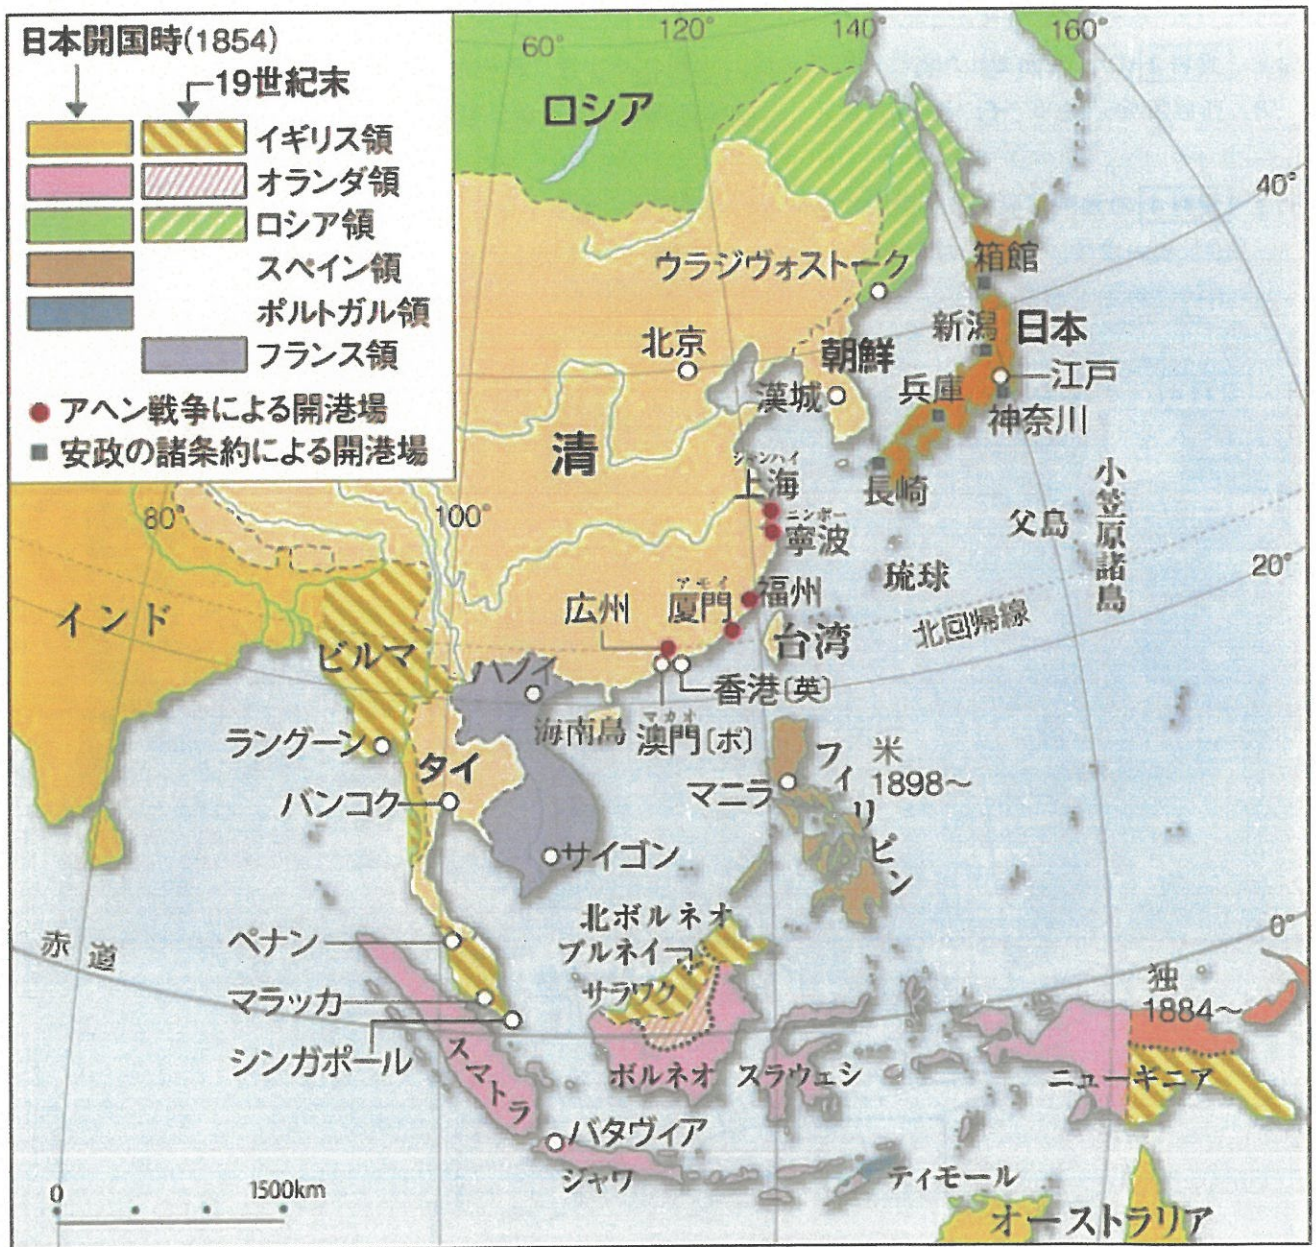 日本開国時(1854)
19世紀末
イギリス領
オランダ領
ロシア領
スペイン領
ポルトガル領
フランス領
アヘン戦争による開港場
安政の諸条約による開港場
60°
120°
140°
160°
ロシア
40°
箱館
ウラジヴォストーク
新潟
日本
北京
朝鮮
江戸
漢城
兵庫
神奈川
清
ジャンハイ
上海
長崎
小笠原諸島
80°
100°
ニンポー
寧波
父島
琉球
20°
インド
アモイ
広州
厦門
福州
北回帰線
ビルマ
台湾
ハノイ
香港〔英〕
海南島
マカオ
澳門〔ポ〕
ラングーン
タイ
フィリピン
米
1898〜
バンコク
マニラ
サイゴン
北ボルネオ
ペナン
ブルネイ
0°
赤道
サラワク
独
1884〜
マラッカ
シンガポール
スマトラ
ボルネオ
スラウェシ
ニューギニア
バタヴィア
ジャワ
ティモール
0
1500km
オーストラリア